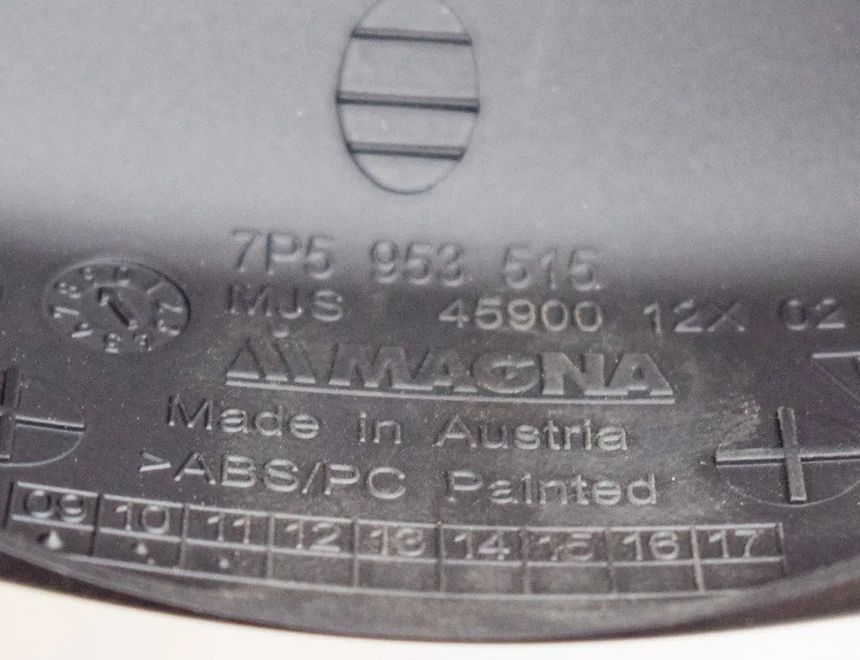 7P5 953 515
MJS 45900 12X 02
MAGNA
Made in Austria
>ABS/PC Painted
09 10 11 12 13 14 15 16 17